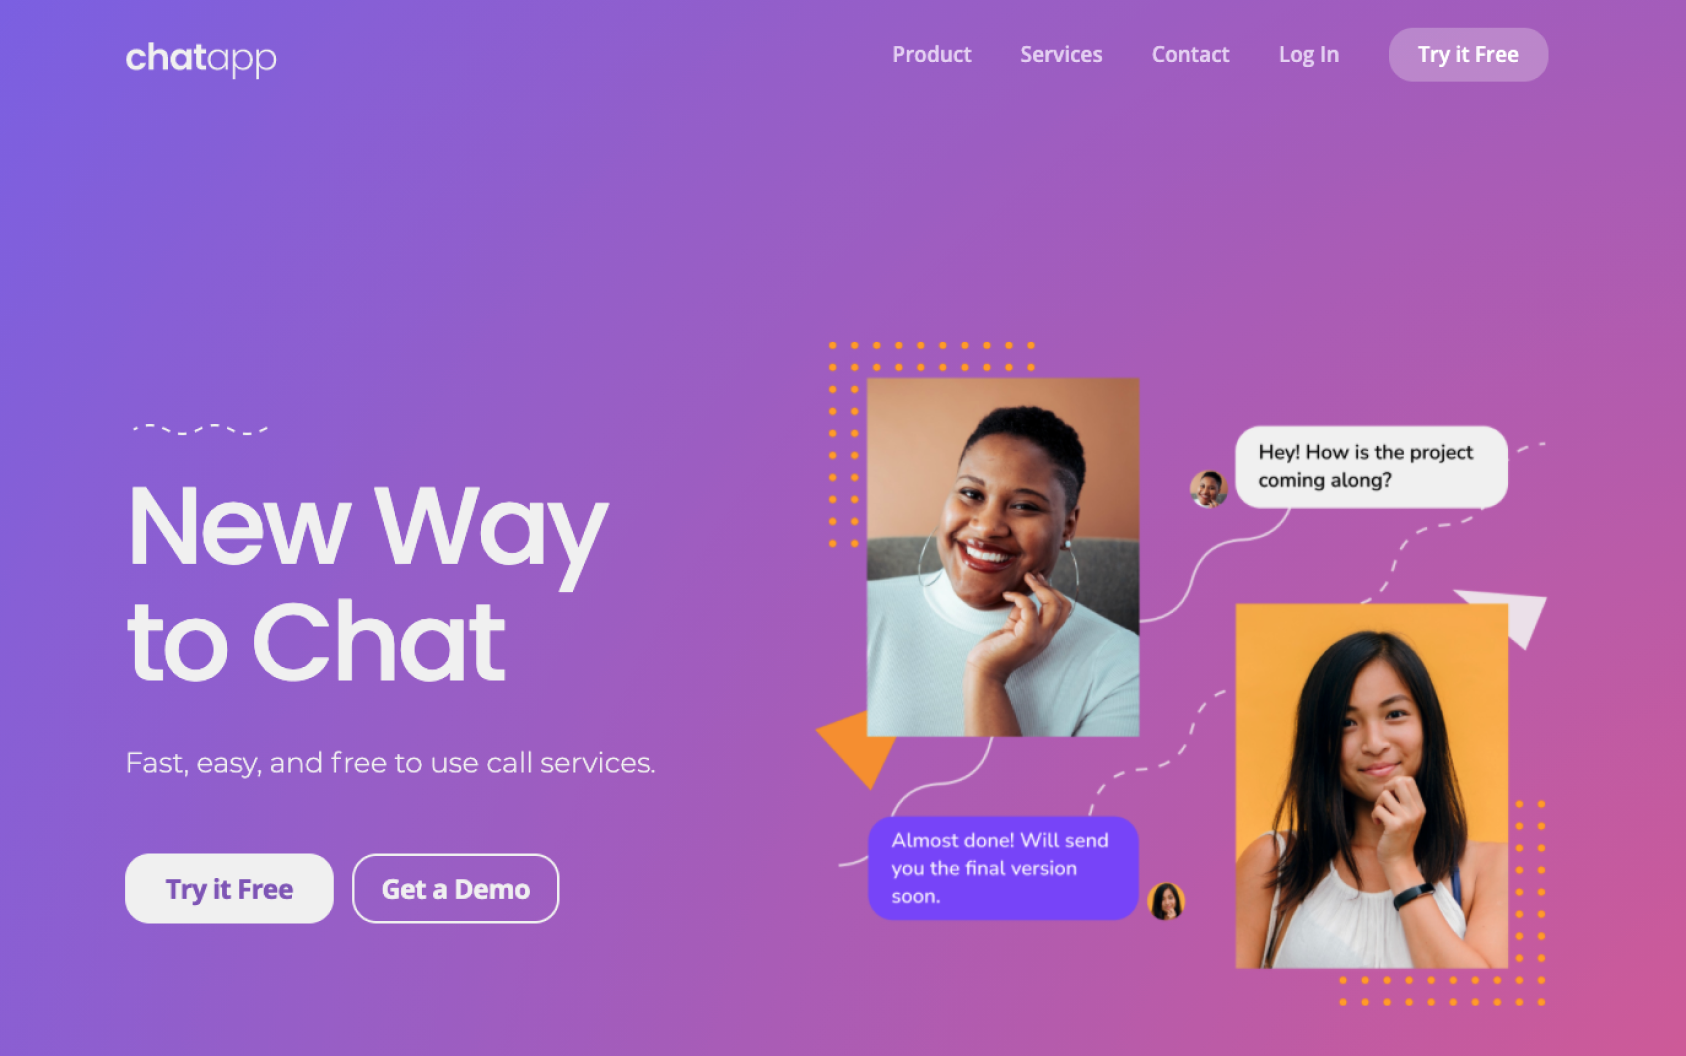 chatapp
Product Services Contact Log In Try it Free
New Way
to Chat
Fast, easy, and free to use call services.
Try it Free Get a Demo
Hey! How is the project
coming along?
Almost done! Will send
you the final version
soon.